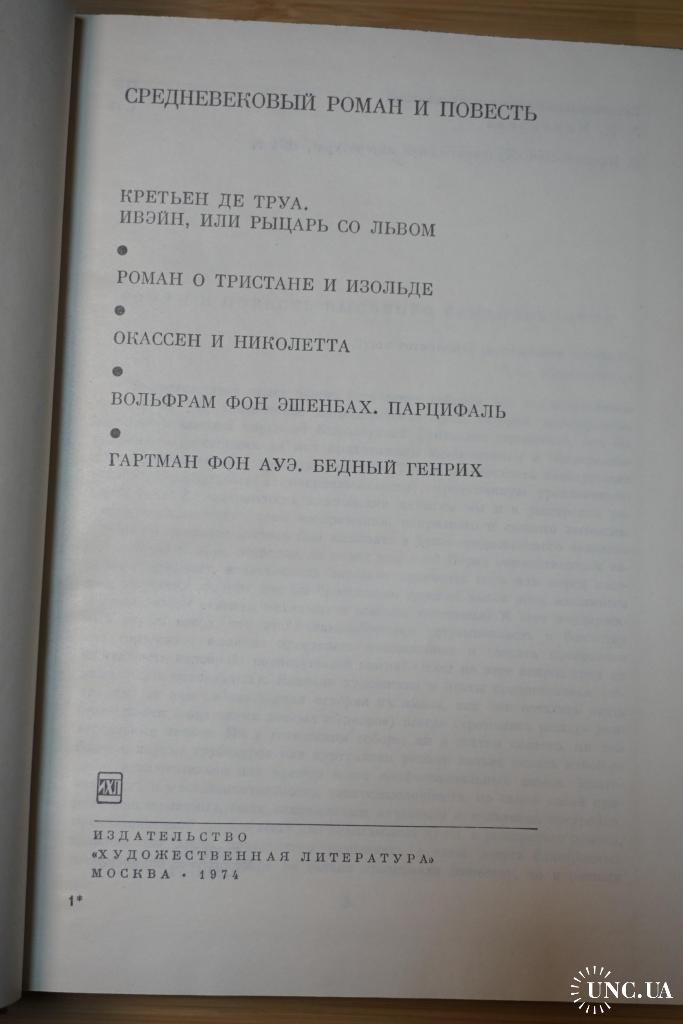 СРЕДНЕВЕКОВЫЙ РОМАН И ПОВЕСТЬ
КРЕТЬЕН ДЕ ТРУА.
ИВЭЙН, ИЛИ РЫЦАРЬ СО ЛЬВОМ
●
РОМАН О ТРИСТАНЕ И ИЗОЛЬДЕ
●
ОКАССЕН И НИКОЛЕТТА
●
ВОЛЬФРАМ ФОН ЭШЕНБАХ. ПАРЦИФАЛЬ
●
ГАРТМАН ФОН АУЭ. БЕДНЫЙ ГЕНРИХ
ИХЛ
ИЗДАТЕЛЬСТВО
«ХУДОЖЕСТВЕННАЯ ЛИТЕРАТУРА»
МОСКВА • 1974
1*
UNC.UA